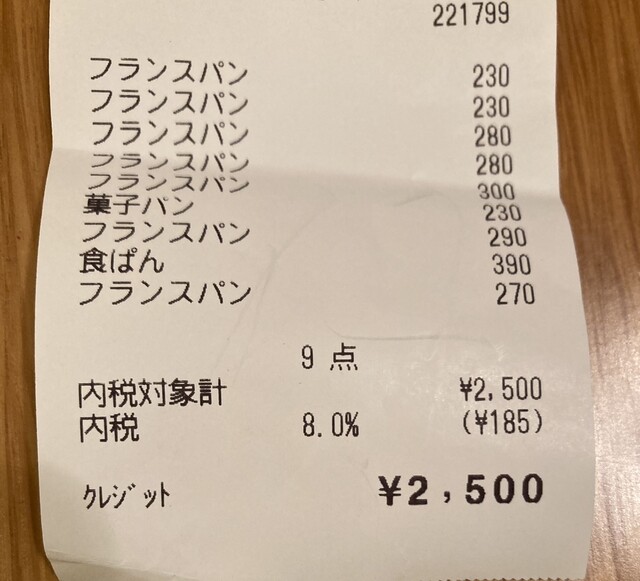 221799
フランスパン 230
フランスパン 230
フランスパン 280
フランスパン 280
フランスパン 300
菓子パン 230
フランスパン 290
食ぱん 390
フランスパン 270
9 点
内税対象計 ¥2,500
内税 8.0% (¥185)
ｸﾚｼﾞｯﾄ ¥2,500